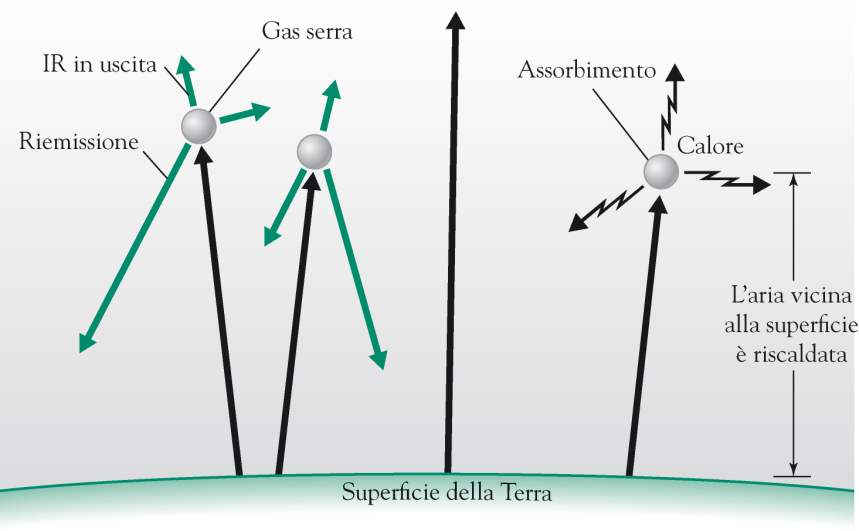 Gas serra
IR in uscita
Riemissione
Assorbimento
Calore
L'aria vicina
alla superficie
è riscaldata
Superficie della Terra